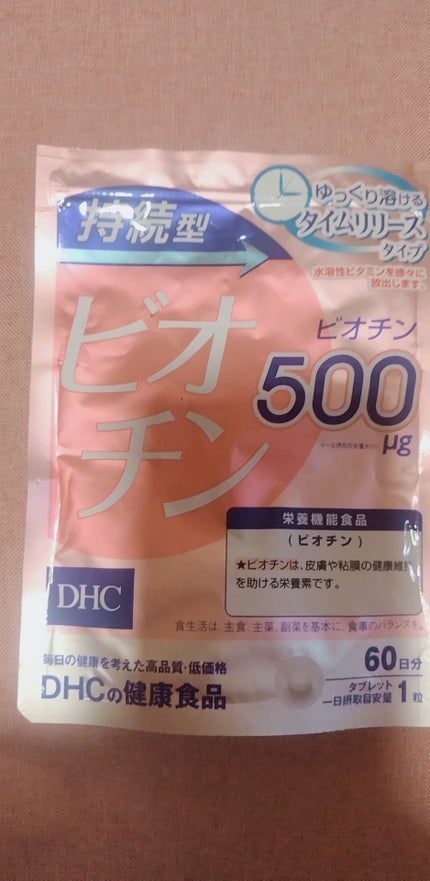 持続型
ゆっくり溶ける
タイムリリース
タイプ
水溶性ビタミンを徐々に
放出します。
ビオ
チン
ビオチン
500
μg
栄養機能食品
(ビオチン)
★ビオチンは、皮膚や粘膜の健康維持
を助ける栄養素です。
DHC
食生活は、主食、主菜、副菜を基本に、食事のバランスを。
毎日の健康を考えた高品質・低価格
DHCの健康食品
60日分
タブレット
一日摂取目安量 1粒